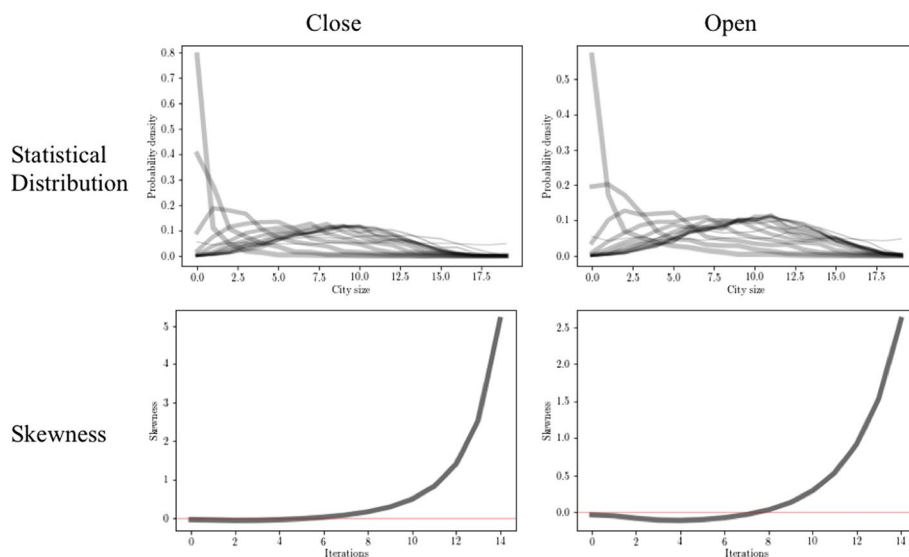 Close
Open
Statistical
Distribution
Probability density
0.8
0.7
0.6
0.5
0.4
0.3
0.2
0.1
0.0
0.0 2.5 5.0 7.5 10.0 12.5 15.0 17.5
City size
Probability density
0.5
0.4
0.3
0.2
0.1
0.0
0.0 2.5 5.0 7.5 10.0 12.5 15.0 17.5
City size
Skewness
Skewness
5
4
3
2
1
0
0 2 4 6 8 10 12 14
Iterations
Skewness
2.5
2.0
1.5
1.0
0.5
0.0
0 2 4 6 8 10 12 14
Iterations